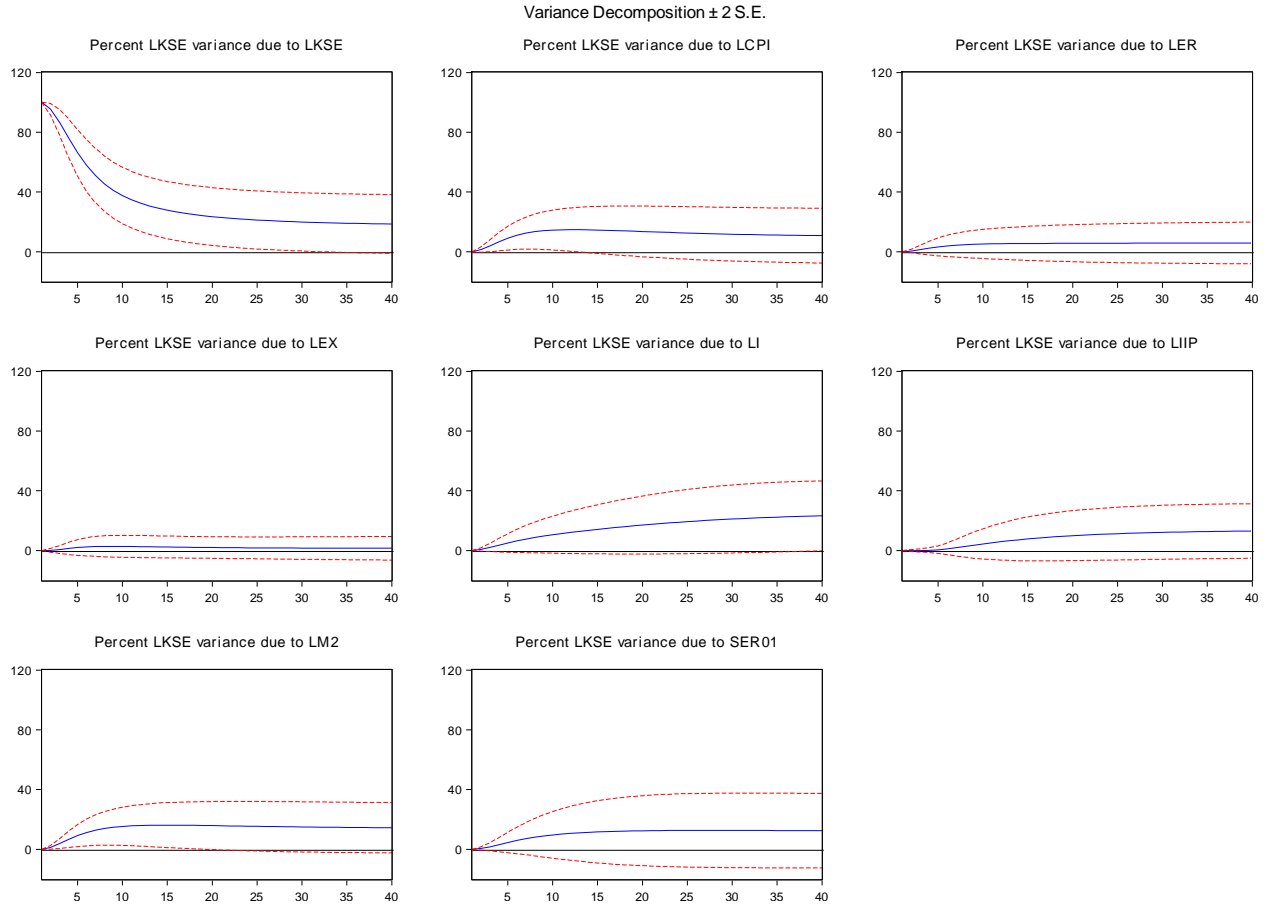 Variance Decomposition ± 2 S.E.
Percent LKSE variance due to LKSE
120
80
40
0
5 10 15 20 25 30 35 40
Percent LKSE variance due to LCPI
120
80
40
0
5 10 15 20 25 30 35 40
Percent LKSE variance due to LER
120
80
40
0
5 10 15 20 25 30 35 40
Percent LKSE variance due to LEX
120
80
40
0
5 10 15 20 25 30 35 40
Percent LKSE variance due to LI
120
80
40
0
5 10 15 20 25 30 35 40
Percent LKSE variance due to LIIP
120
80
40
0
5 10 15 20 25 30 35 40
Percent LKSE variance due to LM2
120
80
40
0
5 10 15 20 25 30 35 40
Percent LKSE variance due to SER01
120
80
40
0
5 10 15 20 25 30 35 40